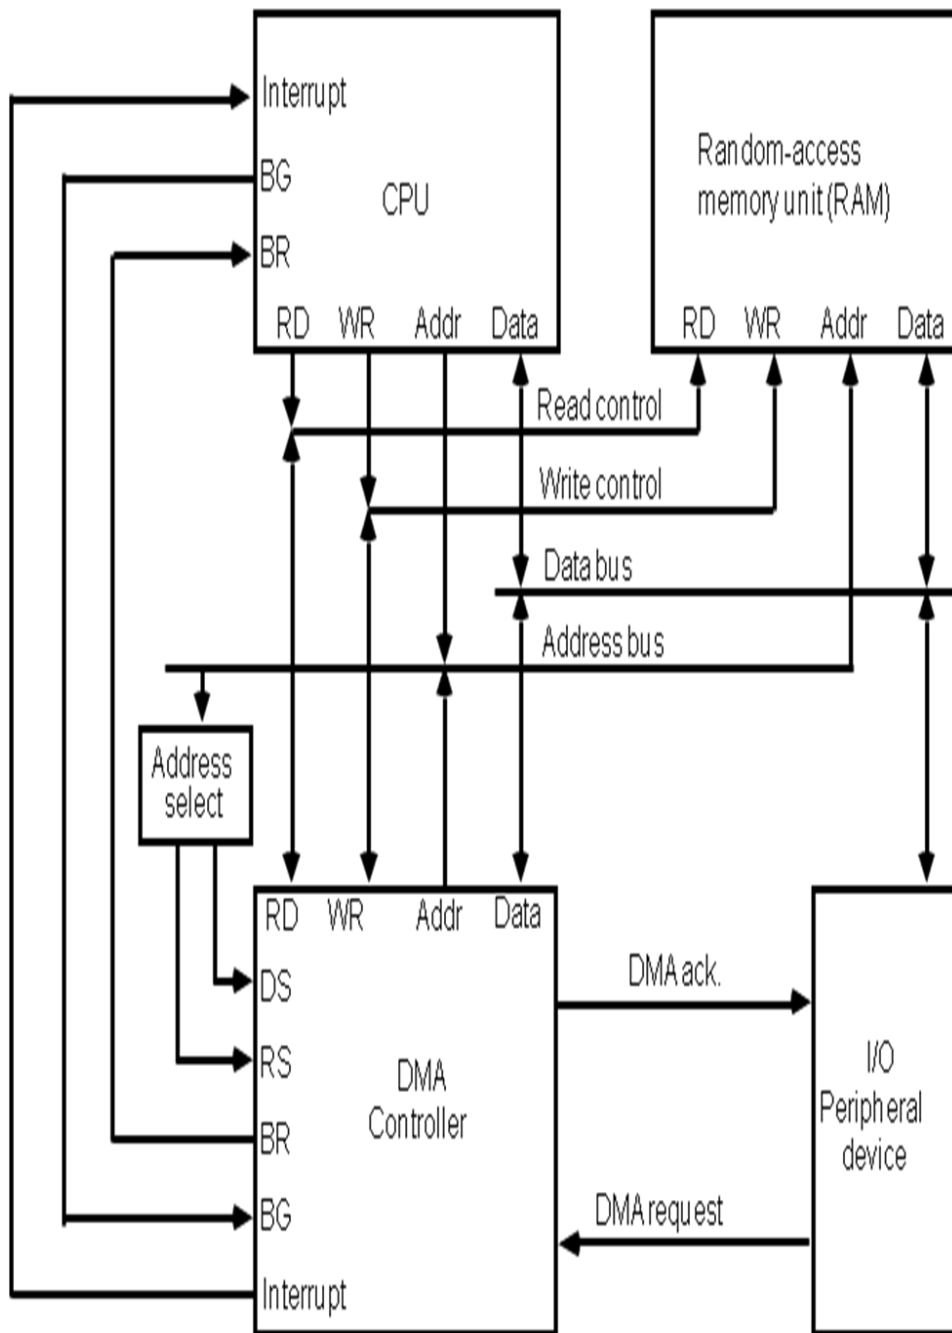 Interrupt
BG
CPU
BR
RD WR Addr Data
Random-access
memory unit (RAM)
RD WR Addr Data
Read control
Write control
Data bus
Address bus
Address
select
RD WR Addr Data
DS
RS
DMA
Controller
BR
BG
Interrupt
DMA ack.
I/O
Peripheral
device
DMA request